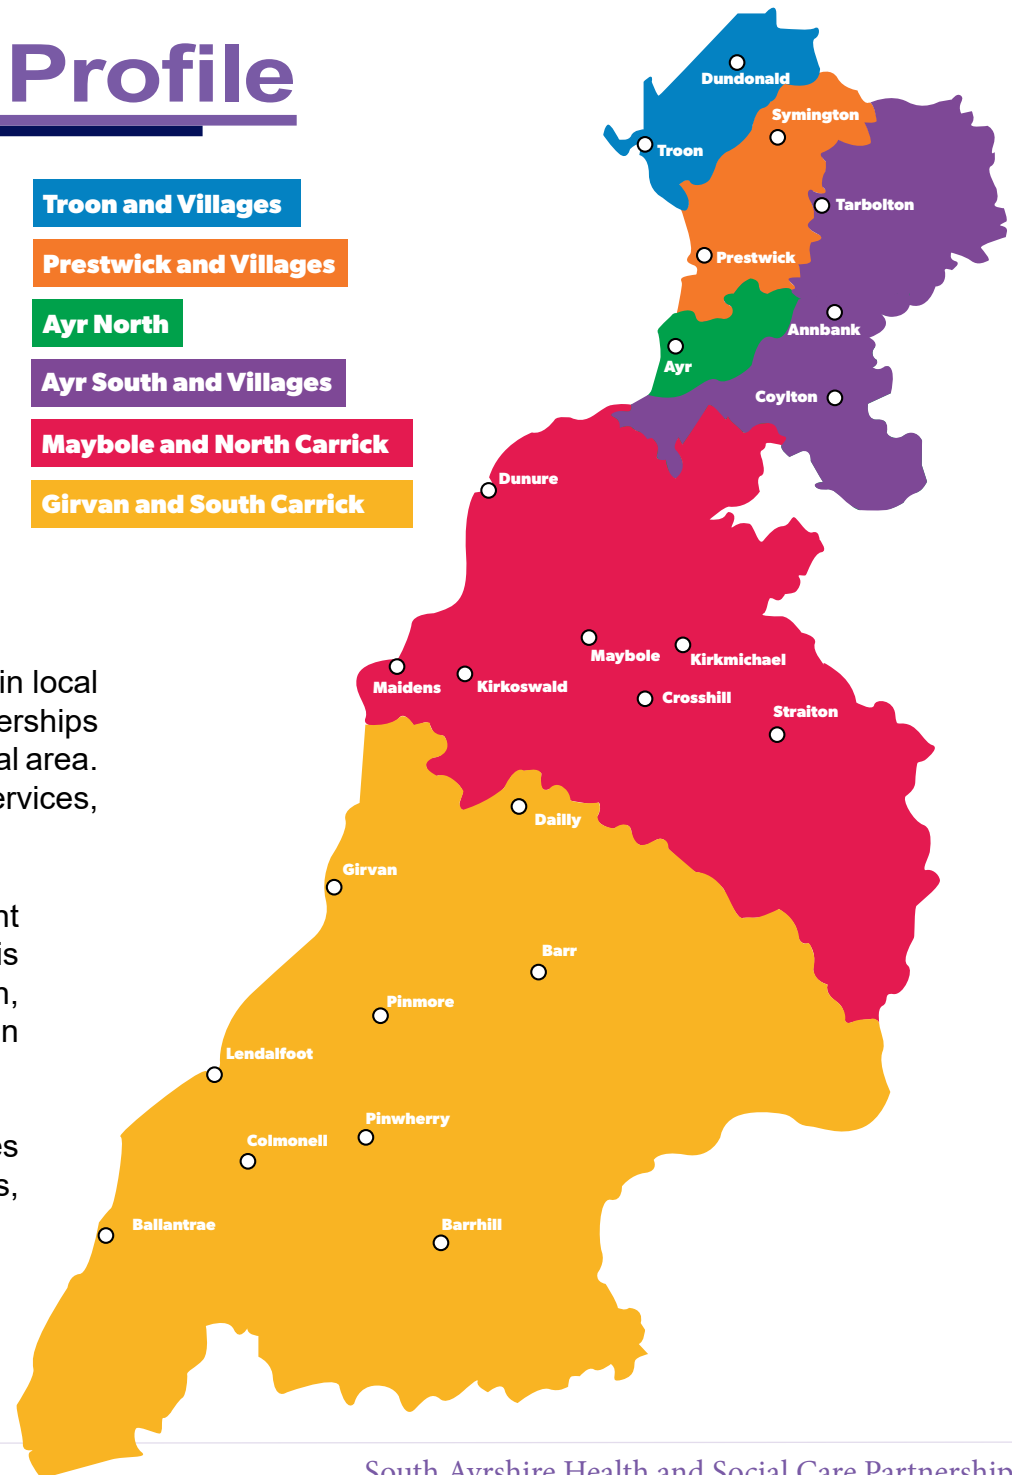 Profile
Troon and Villages
Prestwick and Villages
Ayr North
Ayr South and Villages
Maybole and North Carrick
Girvan and South Carrick
in local
erships
al area.
ervices,
nt
is
n,
n
es
s,
Dundonald
Symington
Troon
Tarbolton
Prestwick
Annbank
Ayr
Coylton
Dunure
Maybole
Kirkmichael
Maidens
Kirkoswald
Crosshill
Straiton
Dailly
Girvan
Barr
Pinmore
Lendalfoot
Pinwherry
Colmonell
Ballantrae
Barrhill
South Ayrshire Health and Social Care Partnership